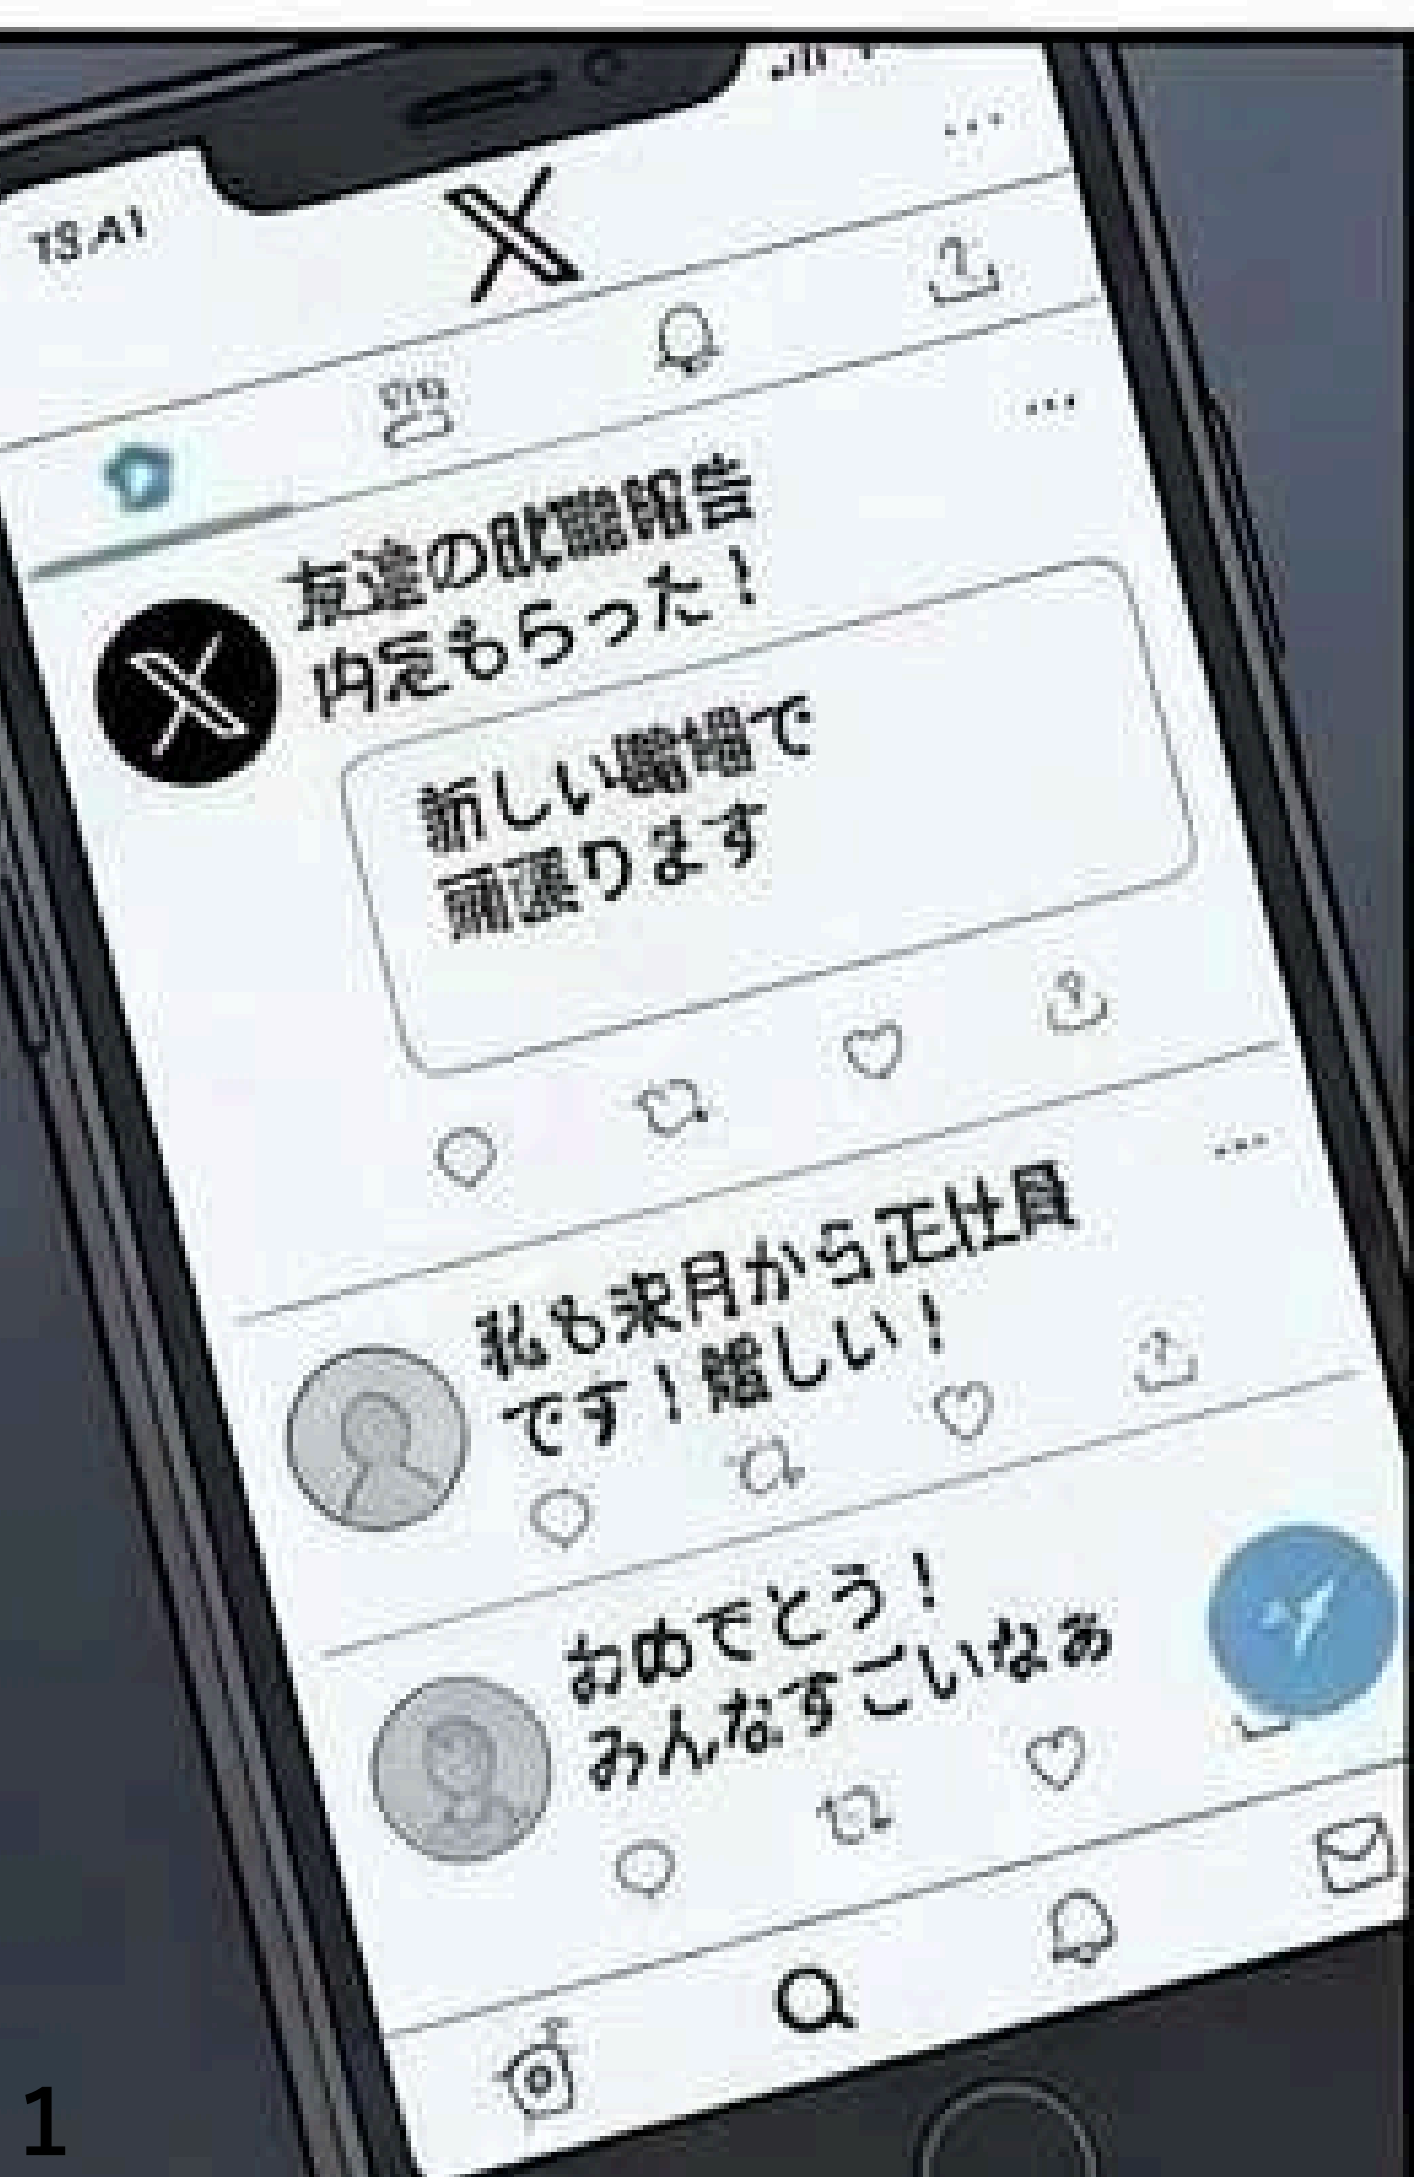 X
友達の就職報告
内定もらった！
新しい職場で
頑張ります
私も来月から正社員
です！嬉しい！
おめでとう！
みんなすごいなぁ
1